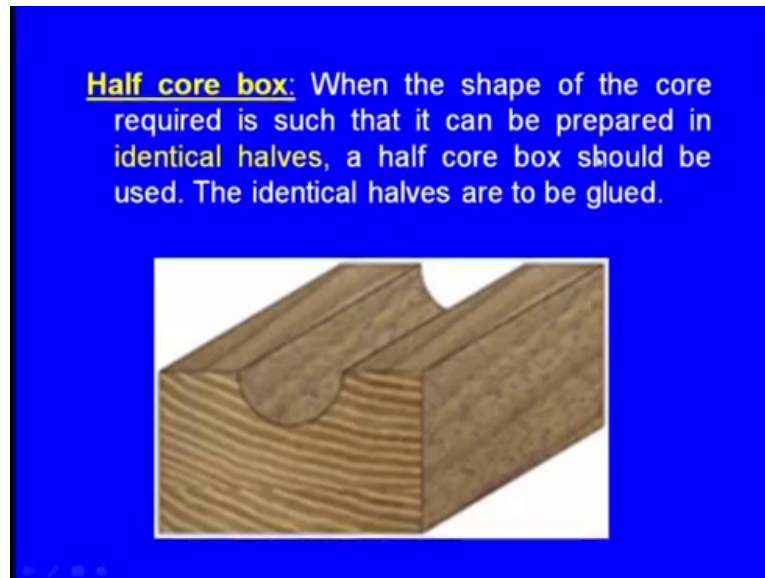 Half core box: When the shape of the core
required is such that it can be prepared in
identical halves, a half core box should be
used. The identical halves are to be glued.